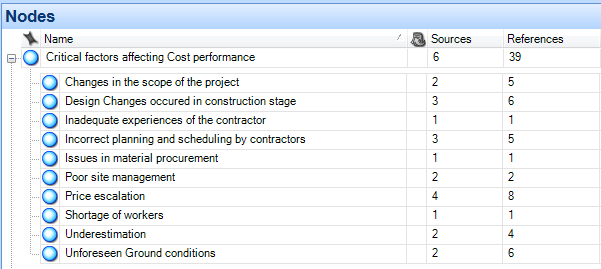 Nodes
Name Sources References
Critical factors affecting Cost performance 6 39
Changes in the scope of the project 2 5
Design Changes occured in construction stage 3 6
Inadequate experiences of the contractor 1 1
Incorrect planning and scheduling by contractors 3 5
Issues in material procurement 1 1
Poor site management 2 2
Price escalation 4 8
Shortage of workers 1 1
Underestimation 2 4
Unforeseen Ground conditions 2 6